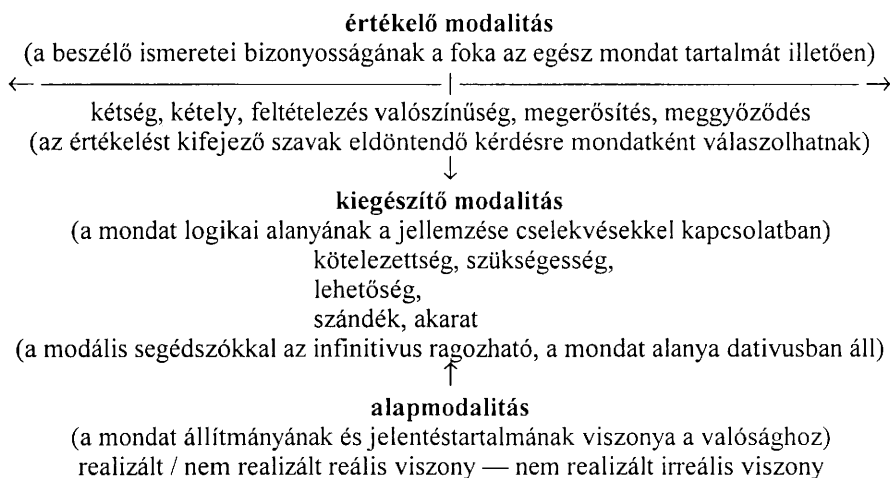 értékelő modalitás
(a beszélő ismeretei bizonyosságának a foka az egész mondat tartalmát illetően)
kétség, kétely, feltételezés valószínűség, megerősítés, meggyőződés
(az értékelést kifejező szavak eldöntendő kérdésre mondatként válaszolhatnak)
kiegészítő modalitás
(a mondat logikai alanyának a jellemzése cselekvésekkel kapcsolatban)
kötelezettség, szükségesség,
lehetőség,
szándék, akarat
(a modális segédszókkal az infinitivus ragozható, a mondat alanya dativusban áll)
alapmodalitás
(a mondat állítmányának és jelentéstartalmának viszonya a valósághoz)
realizált / nem realizált reális viszony — nem realizált irreális viszony